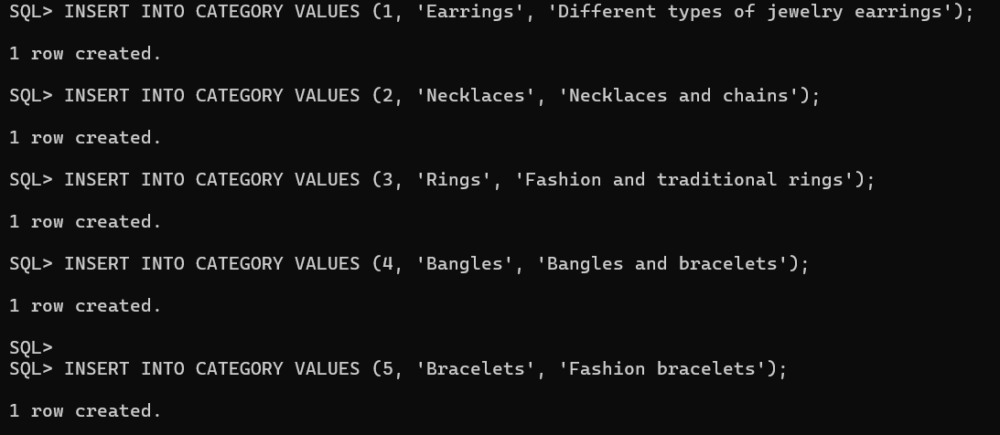 SQL> INSERT INTO CATEGORY VALUES (1, 'Earrings', 'Different types of jewelry earrings');
1 row created.
SQL> INSERT INTO CATEGORY VALUES (2, 'Necklaces', 'Necklaces and chains');
1 row created.
SQL> INSERT INTO CATEGORY VALUES (3, 'Rings', 'Fashion and traditional rings');
1 row created.
SQL> INSERT INTO CATEGORY VALUES (4, 'Bangles', 'Bangles and bracelets');
1 row created.
SQL>
SQL> INSERT INTO CATEGORY VALUES (5, 'Bracelets', 'Fashion bracelets');
1 row created.